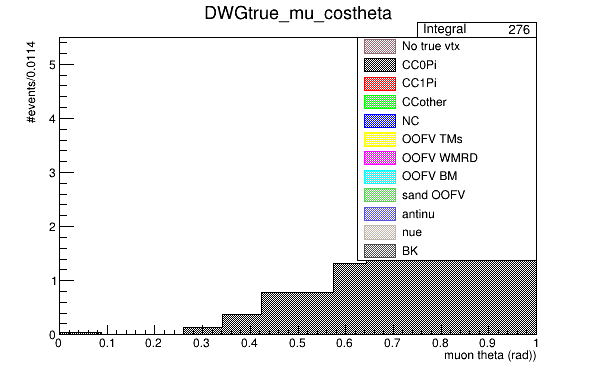 DWGtrue_mu_costheta
Integral 276
#events/0.0114
No true vtx
CC0Pi
CC1Pi
CCother
NC
OOFV TMs
OOFV WMRD
OOFV BM
sand OOFV
antinu
nue
BK
5
4
3
2
1
0
0 0.1 0.2 0.3 0.4 0.5 0.6 0.7 0.8 0.9 1
muon theta (rad))